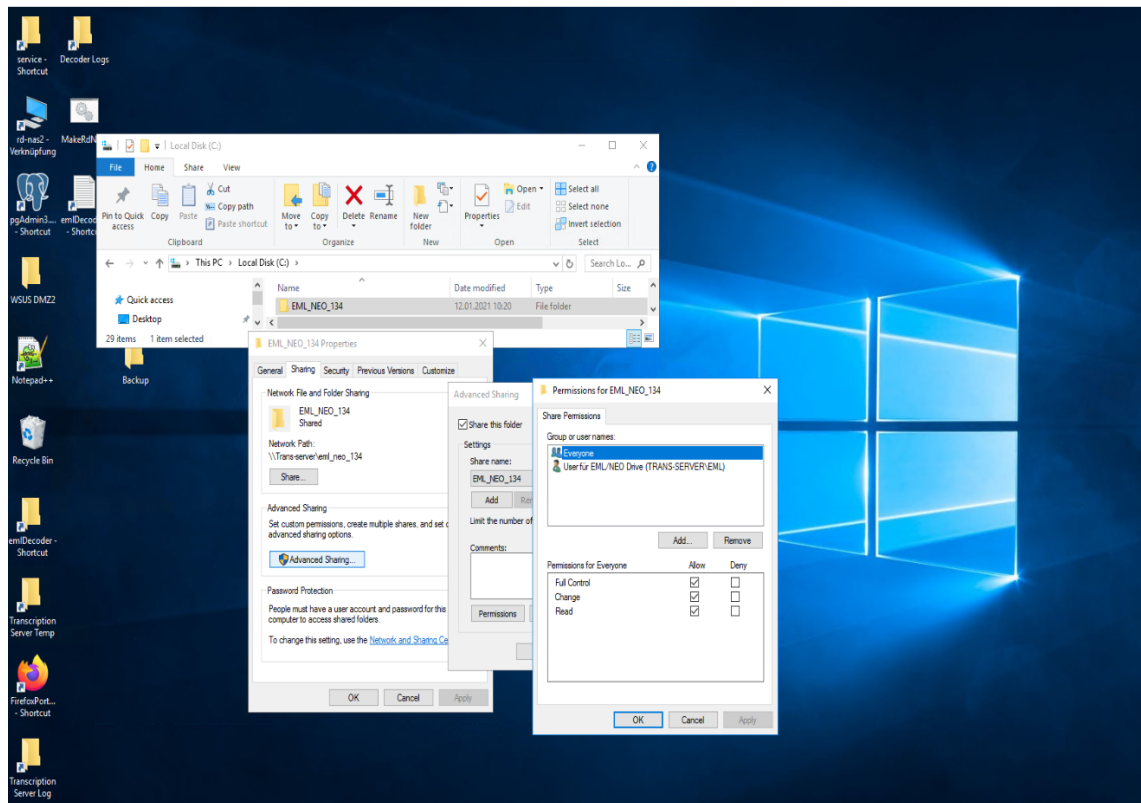 service -
Shortcut
Decoder Logs
rd-nas2 -
Verknüpfung
MakeRdN
pgAdmin3....
- Shortcut
emlDecod
- Shortc
WSUS DMZ2
Notepad++
Backup
Recycle Bin
emlDecoder -
Shortcut
Transcription
Server Temp
FirefoxPort...
- Shortcut
Transcription
Server Log
Local Disk (C:)
File Home Share View
Pin to Quick
access
Copy
Paste
Cut
Copy path
Paste shortcut
Clipboard
Move
to
Copy
to
Delete
Rename
Organize
New
folder
New
Properties
Open
Edit
Open
Select all
Select none
Invert selection
Select
This PC > Local Disk (C:) >
Search Lo...
Quick access
Desktop
Name Date modified Type Size
EML_NEO_134 12.01.2021 10:20 File folder
29 items 1 item selected
EML_NEO_134 Properties
General Sharing Security Previous Versions Customize
Network File and Folder Sharing
EML_NEO_134
Shared
Network Path:
\\Trans-server\eml_neo_134
Share...
Advanced Sharing
Set custom permissions, create multiple shares, and set o
advanced sharing options.
Advanced Sharing...
Password Protection
People must have a user account and password for this
computer to access shared folders.
To change this setting, use the Network and Sharing Ce
OK Cancel Apply
Advanced Sharing
Share this folder
Settings
Share name:
EML_NEO_134
Add Rer
Limit the number of
Comments:
Permissions
Permissions for EML_NEO_134
Share Permissions
Group or user names:
Everyone
User für EML/NEO Drive (TRANS-SERVER\EML)
Add... Remove
Permissions for Everyone Allow Deny
Full Control
Change
Read
OK Cancel Apply